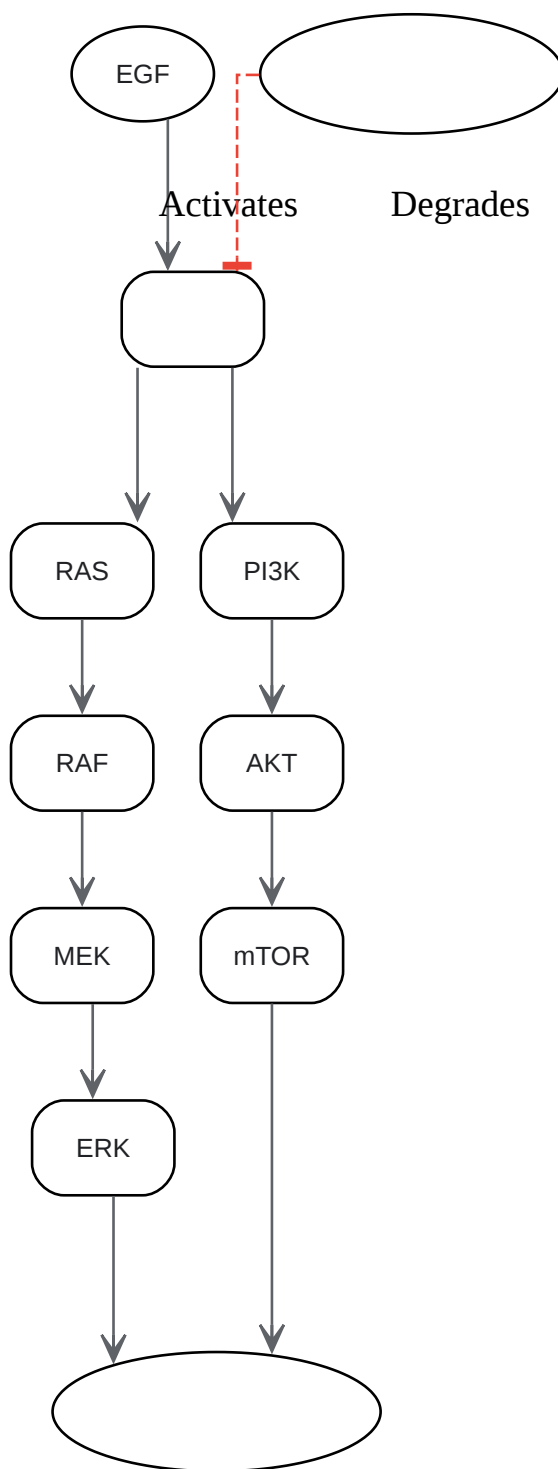 EGF
Activates
Degrades
RAS
PI3K
RAF
AKT
MEK
mTOR
ERK